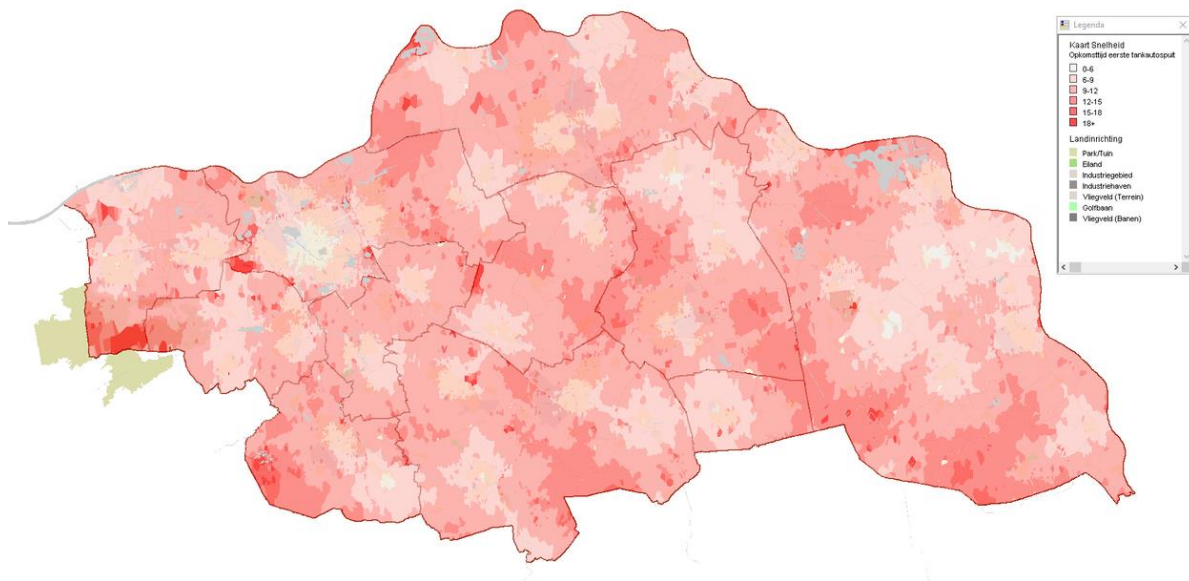 Legenda
Kaart Snelheid
Opkomsttijd eerste tankautospuit
0-6
6-9
9-12
12-15
15-18
18+
Landinrichting
Park/Tuin
Eiland
Industriegebied
Industriehaven
Vliegveld (Terrein)
Golfbaan
Vliegveld (Banen)